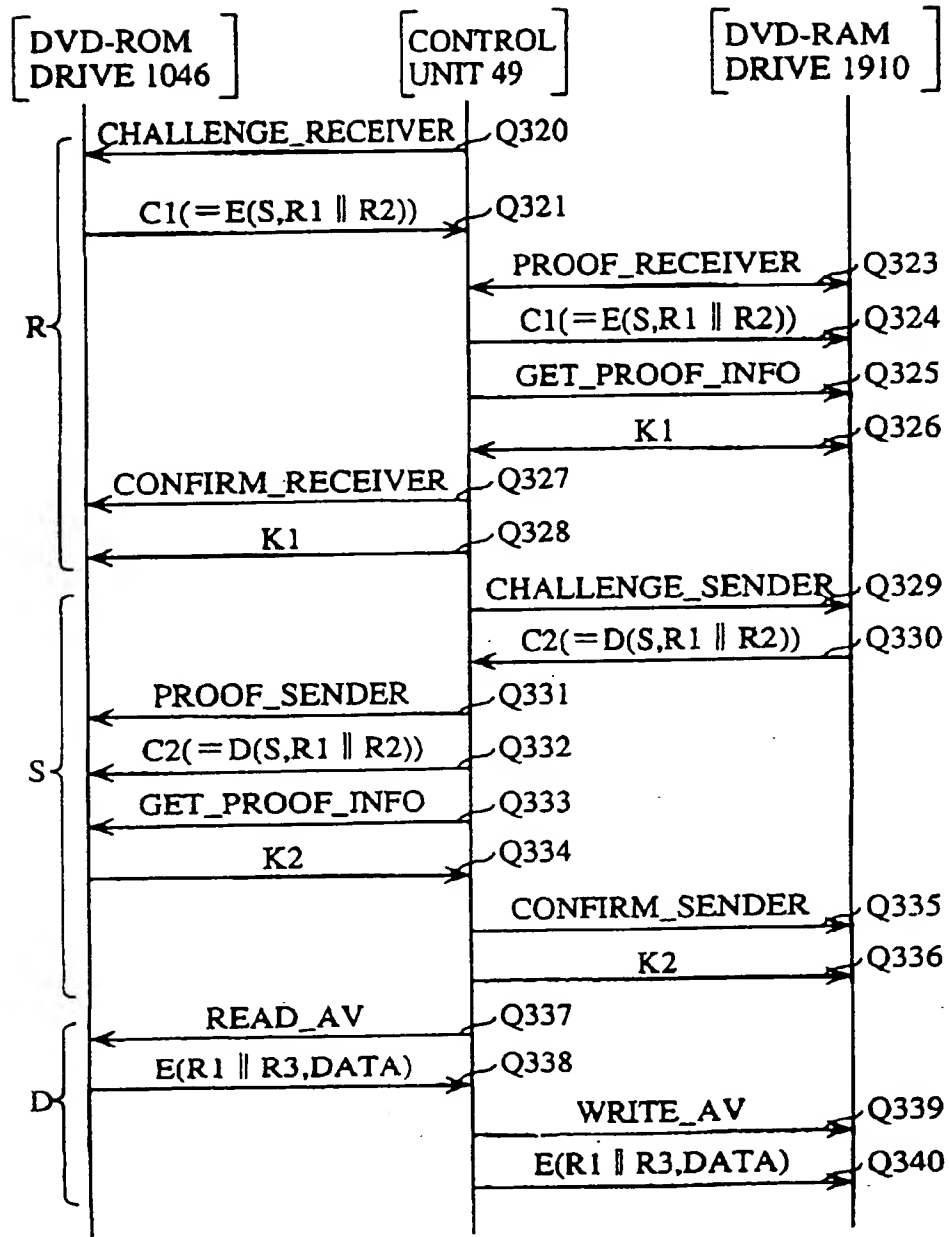 DVD-ROM
DRIVE 1046
CONTROL
UNIT 49
DVD-RAM
DRIVE 1910
CHALLENGE_RECEIVER
Q320
C1(=E(S,R1 || R2))
Q321
PROOF_RECEIVER
Q323
C1(=E(S,R1 || R2))
Q324
R
GET_PROOF_INFO
Q325
K1
Q326
CONFIRM_RECEIVER
Q327
K1
Q328
CHALLENGE_SENDER
Q329
C2(=D(S,R1 || R2))
Q330
PROOF_SENDER
Q331
C2(=D(S,R1 || R2))
Q332
S
GET_PROOF_INFO
Q333
K2
Q334
CONFIRM_SENDER
Q335
K2
Q336
READ_AV
Q337
E(R1 || R3,DATA)
Q338
D
WRITE_AV
Q339
E(R1 || R3,DATA)
Q340